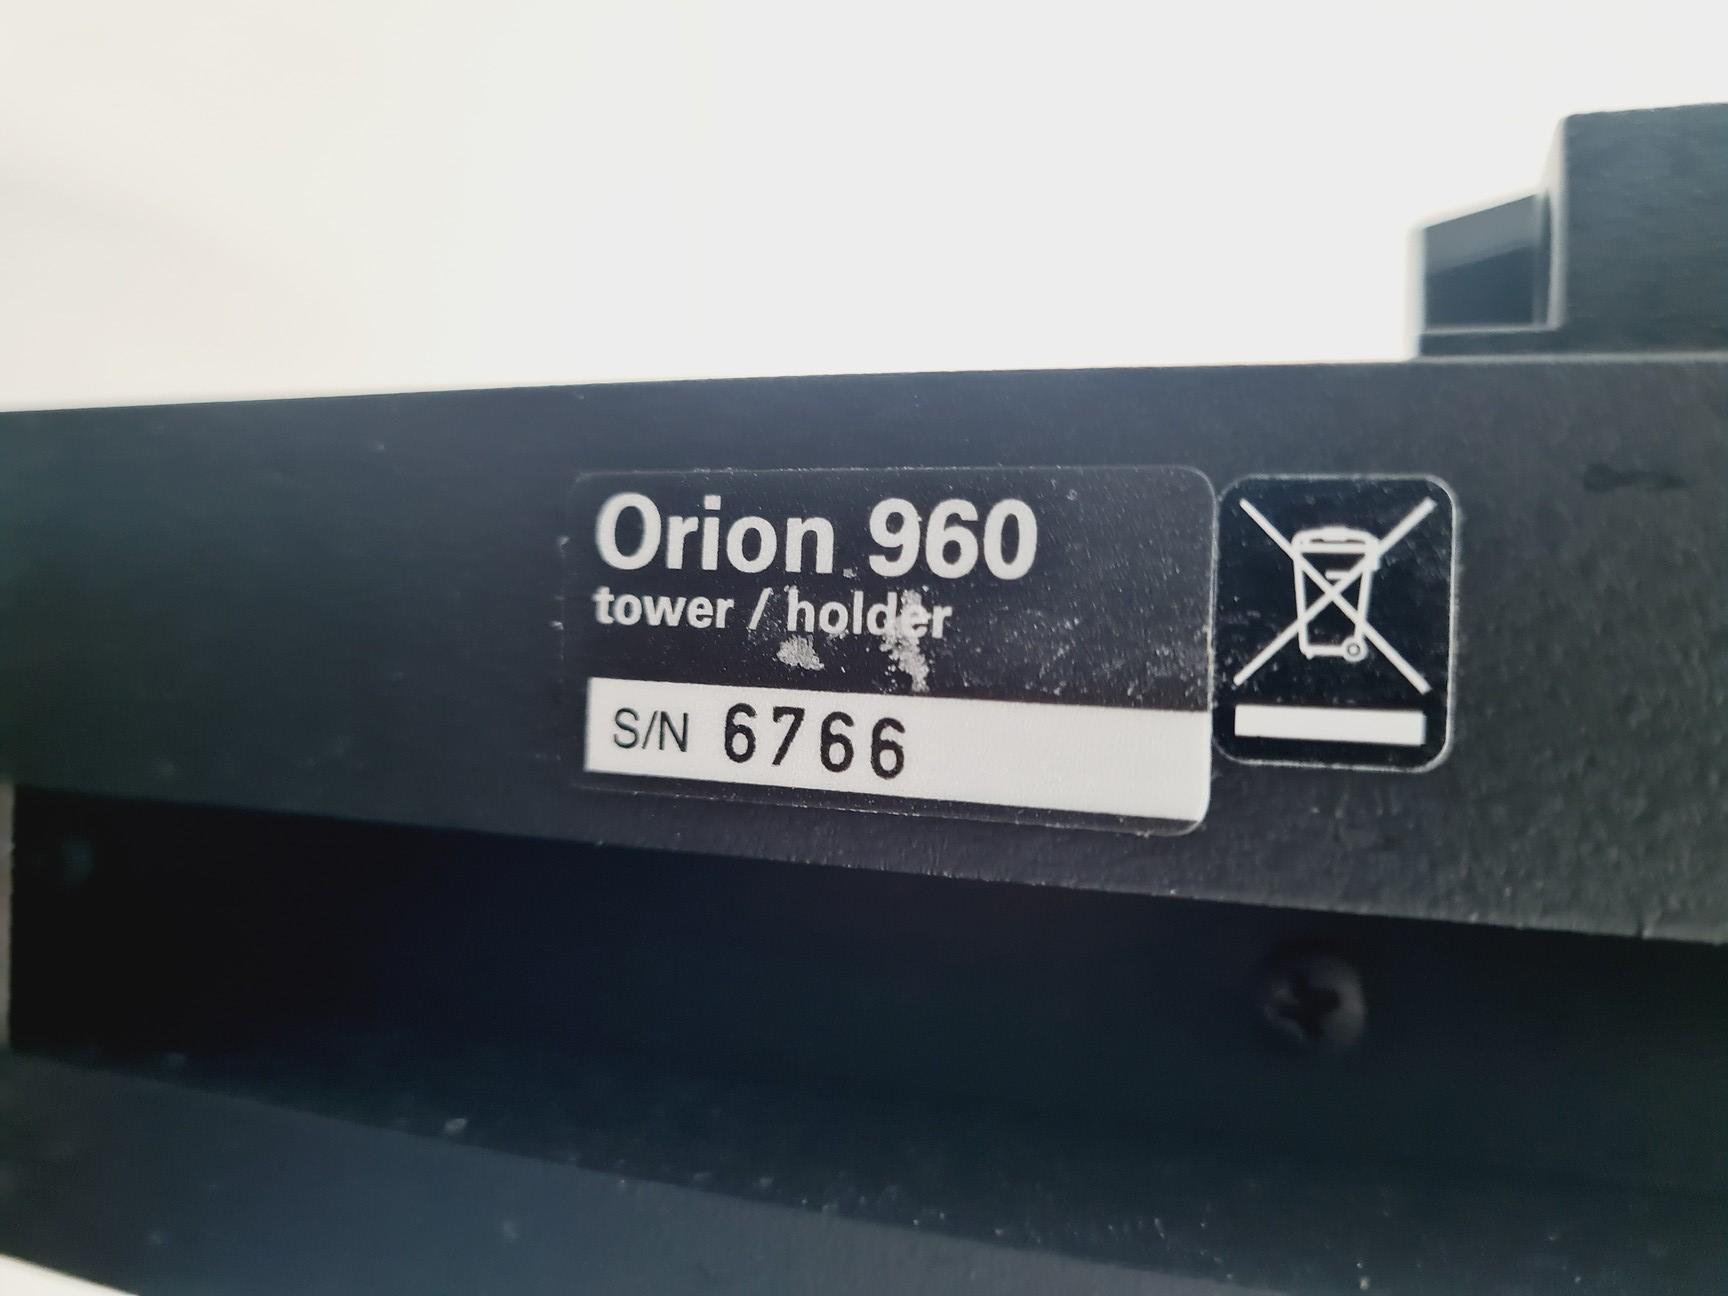 Orion 960
tower / holder
S/N 6766